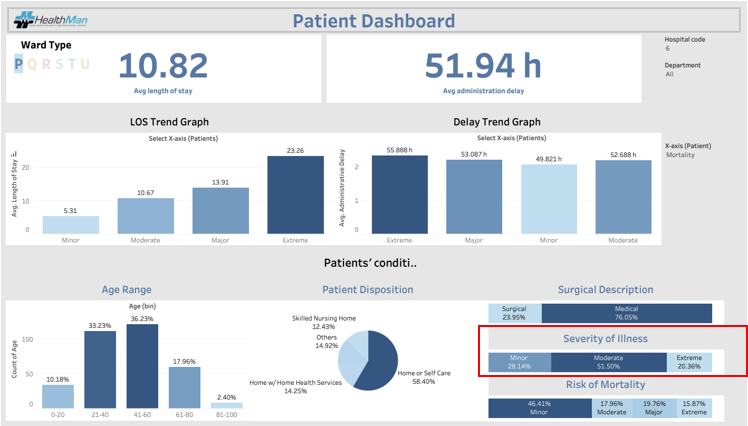 HealthMan
Patient Dashboard
Ward Type
P Q R S T U
10.82
Avg length of stay
51.94 h
Avg administration delay
Hospital code
6
Department
All
LOS Trend Graph
Select X-axis (Patients)
Avg. Length of Stay
20
10
0
5.31
10.67
13.91
23.26
Minor
Moderate
Major
Extreme
Delay Trend Graph
Select X-axis (Patients)
Avg. Administrative Delay
2
1
0
55.888 h
53.087 h
49.821 h
52.688 h
Extreme
Major
Minor
Moderate
X-axis (Patient)
Mortality
Patients' conditi..
Age Range
Age (bin)
Count of Age
100
50
0
10.18%
33.23%
36.23%
17.96%
2.40%
0-20
21-40
41-60
61-80
81-100
Patient Disposition
Skilled Nursing Home
12.43%
Others
14.92%
Home w/ Home Health Services
14.25%
Home or Self Care
58.40%
Surgical Description
Surgical
23.95%
Medical
76.05%
Severity of Illness
Minor
28.14%
Moderate
51.50%
Extreme
20.36%
Risk of Mortality
46.41%
Minor
17.96%
Moderate
19.76%
Major
15.87%
Extreme